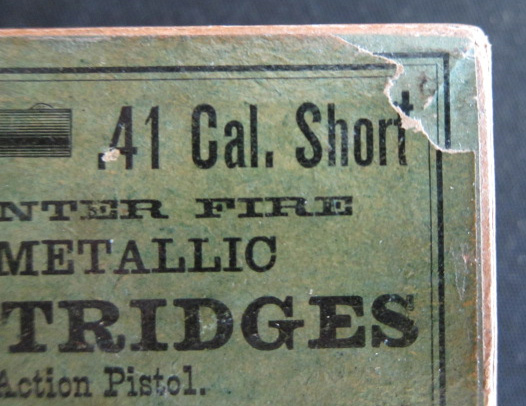 .41 Cal. Short
NTER FIRE
METALLIC
TRIDGES
Action Pistol.